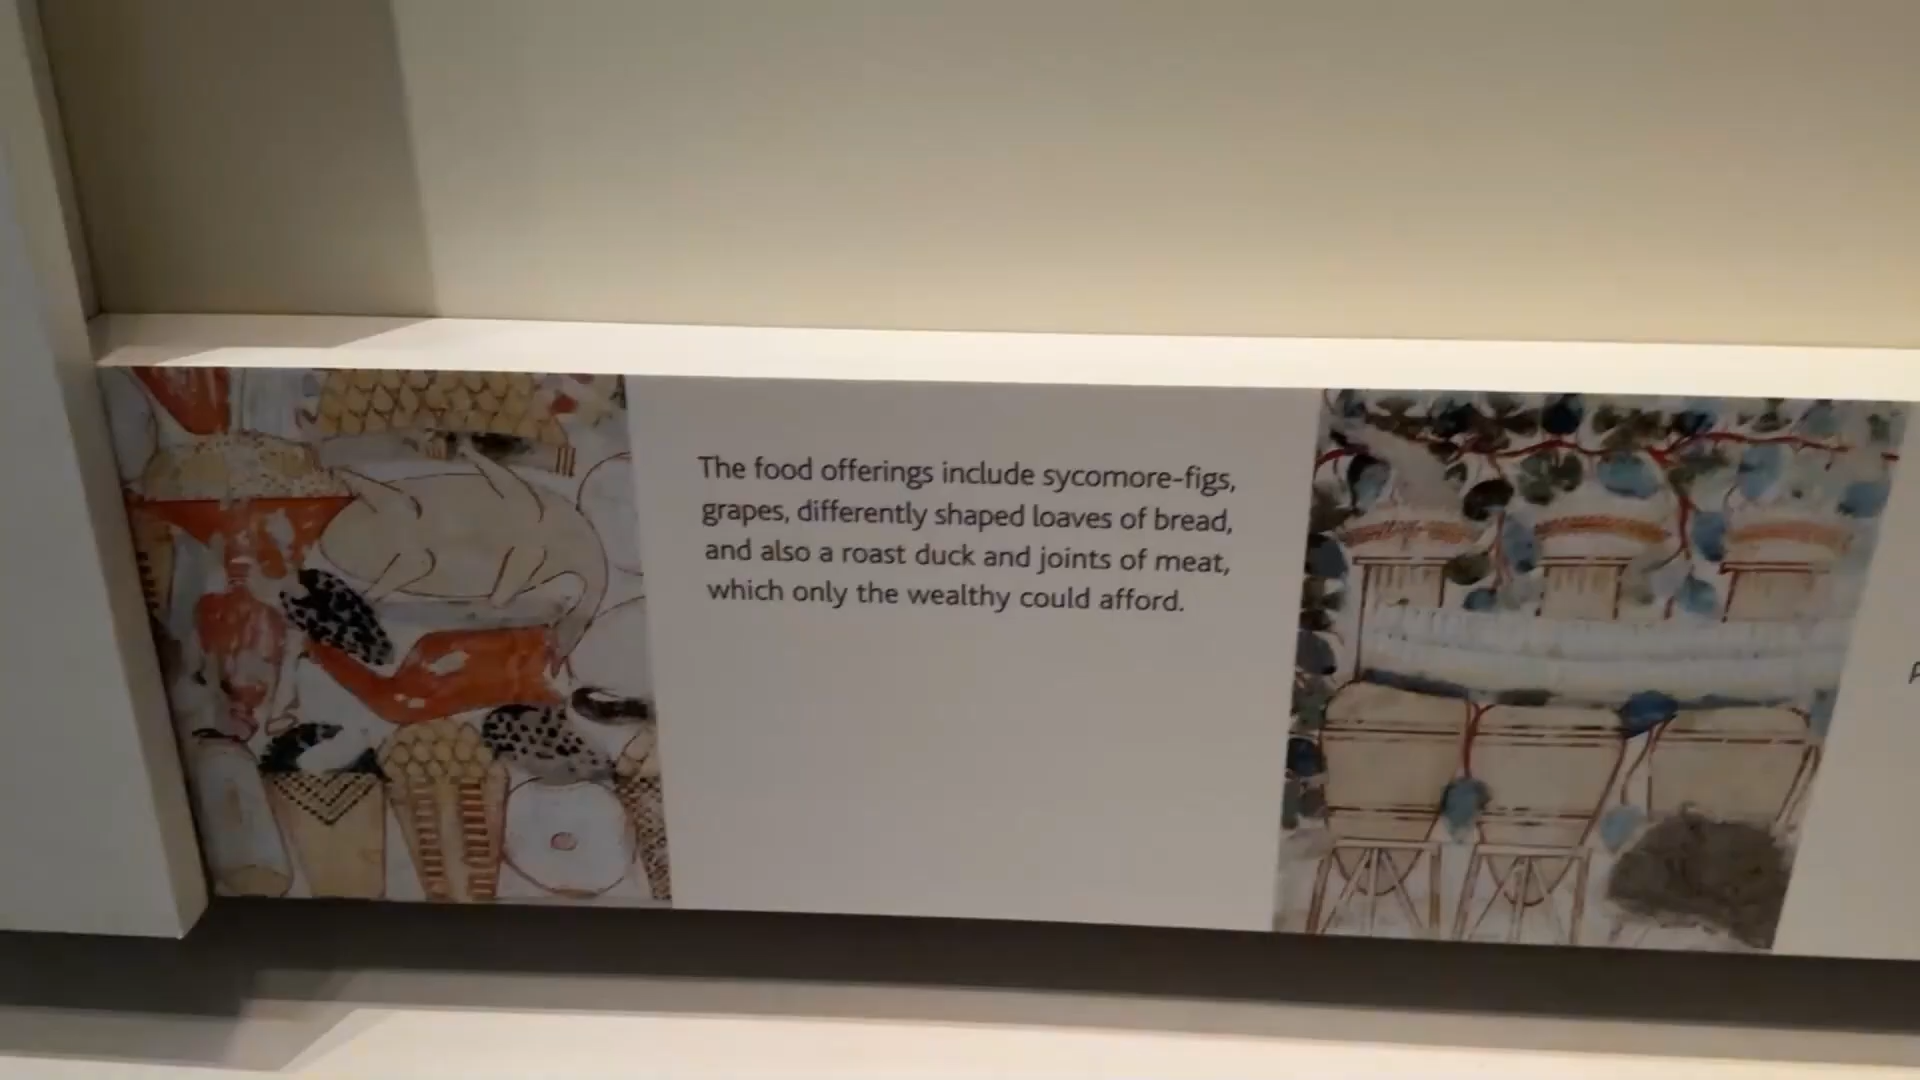 The food offerings include sycomore-figs,
grapes, differently shaped loaves of bread,
and also a roast duck and joints of meat,
which only the wealthy could afford.